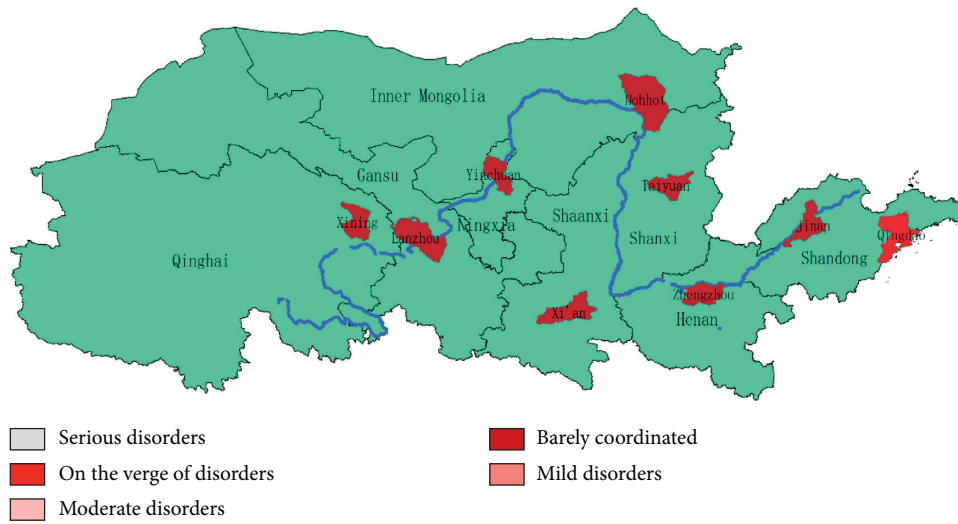 Inner Mongolia
Hohhot
Gansu
Yigchuan
Taiyuan
Xining
Lanzhou
Ningxia
Shaanxi
Shanxi
Jinan
Qingdao
Qinghai
Shandong
Zhengzhou
Xi'an
Henan
Serious disorders
On the verge of disorders
Moderate disorders
Barely coordinated
Mild disorders